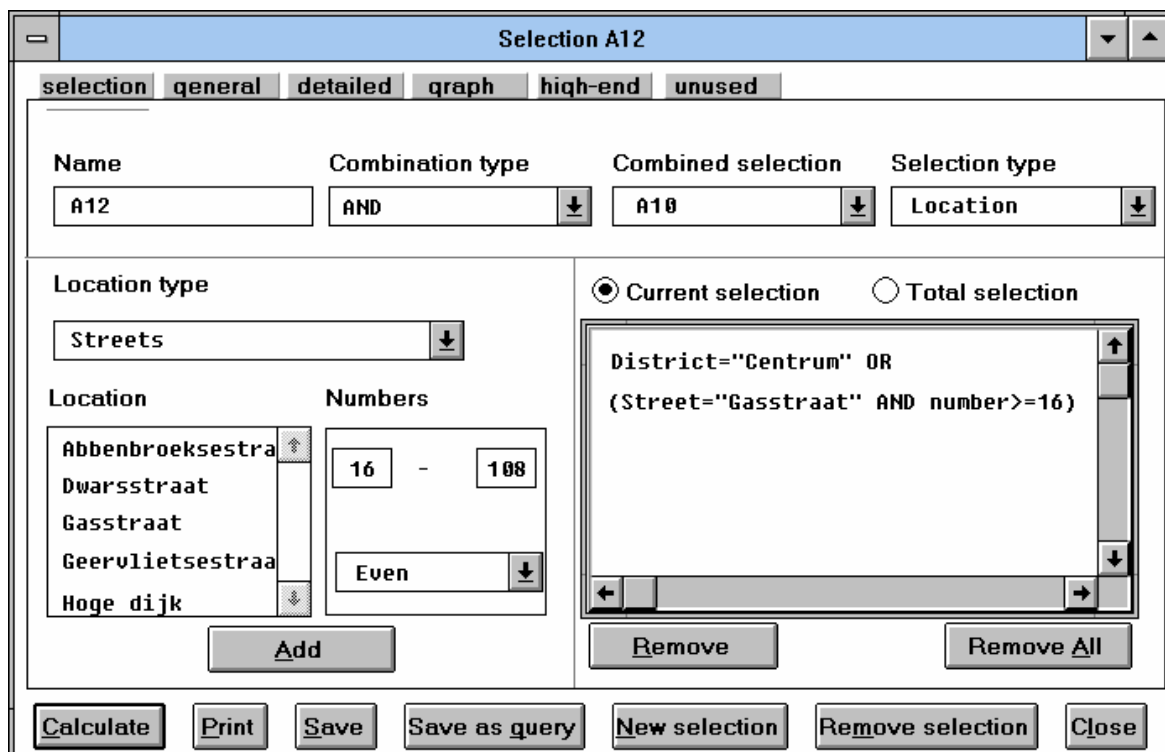 Selection A12
selection general detailed graph high-end unused
Name Combination type Combined selection Selection type
A12 AND A10 Location
Location type
Current selection Total selection
Streets
District="Centrum" OR
(Street="Gasstraat" AND number>=16)
Location Numbers
Abbenbroeksestra
Dwarsstraat
Gasstraat
Geervlietsestraa
Hoge dijk
16 - 108
Even
Add
Remove Remove All
Calculate Print Save Save as query New selection Remove selection Close